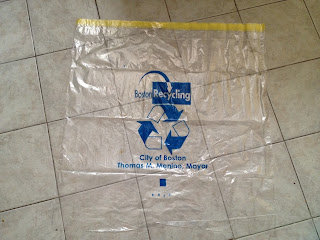 Boston Recycling
City of Boston
Thomas M. Menino, Mayor